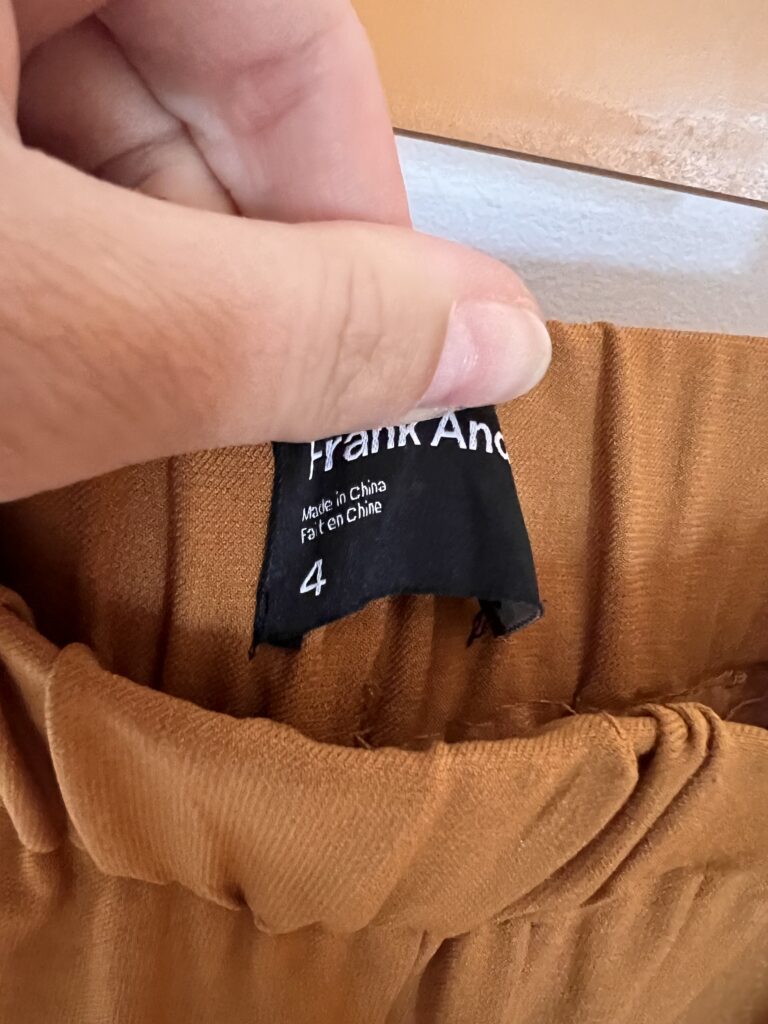 Frank And
Made in China
Fait en Chine
4